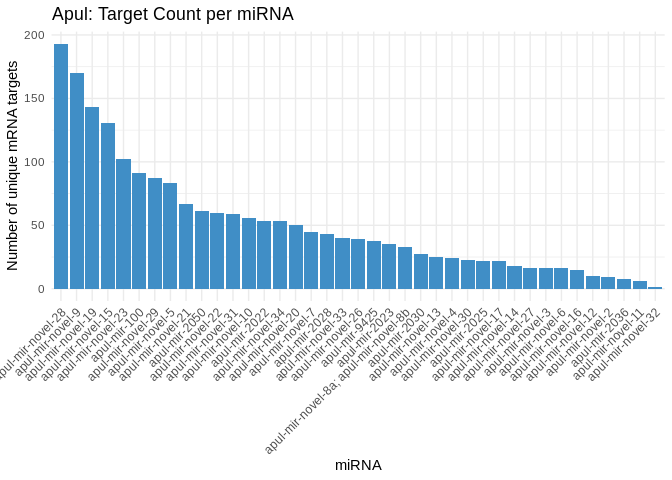 Apul: Target Count per miRNA
Number of unique mRNA targets
200
150
100
50
0
apul-mir-novel-28
apul-mir-novel-9
apul-mir-novel-19
apul-mir-novel-15
apul-mir-novel-23
apul-mir-100
apul-mir-novel-29
apul-mir-novel-5
apul-mir-novel-21
apul-mir-2050
apul-mir-novel-22
apul-mir-novel-31
apul-mir-novel-10
apul-mir-2022
apul-mir-novel-34
apul-mir-novel-20
apul-mir-novel-7
apul-mir-2028
apul-mir-novel-33
apul-mir-novel-26
apul-mir-9425
apul-mir-2023
apul-mir-novel-8a; apul-mir-novel-8b
apul-mir-2030
apul-mir-novel-13
apul-mir-novel-4
apul-mir-novel-30
apul-mir-2025
apul-mir-novel-17
apul-mir-novel-14
apul-mir-novel-27
apul-mir-novel-3
apul-mir-novel-6
apul-mir-novel-16
apul-mir-novel-12
apul-mir-novel-2
apul-mir-2036
apul-mir-novel-11
apul-mir-novel-32
miRNA